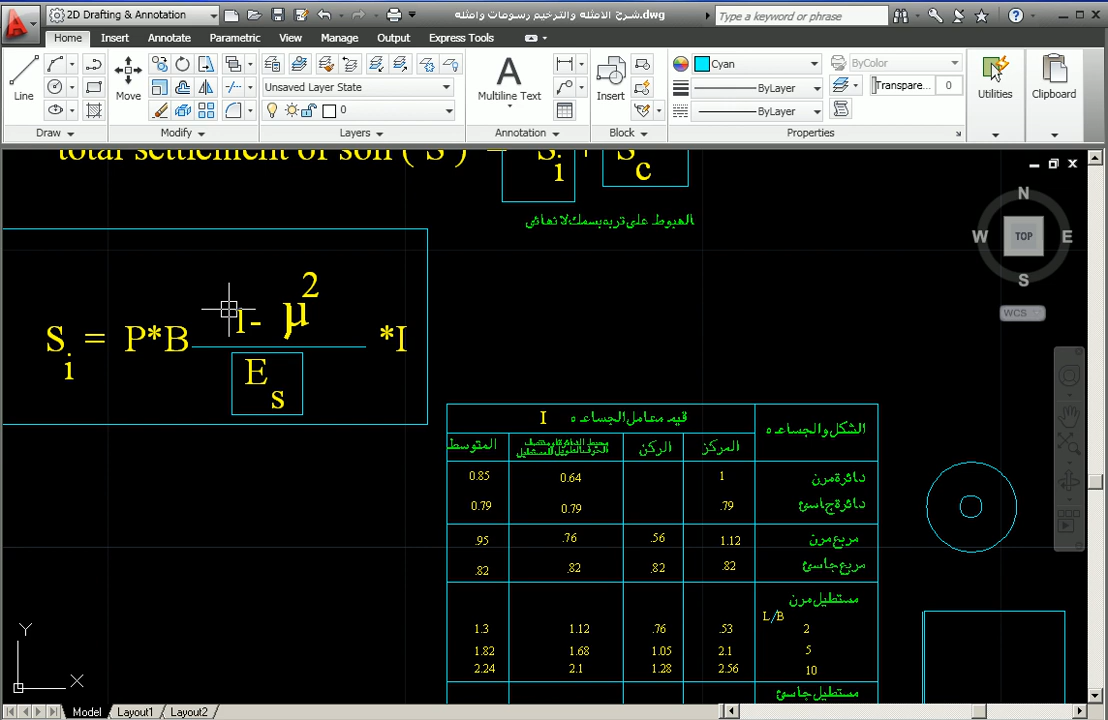 2D Drafting & Annotation
شرح الامثله والترخيم رسومات وامثله.dwg
Type a keyword or phrase
Home Insert Annotate Parametric View Manage Output Express Tools
Line
Move
Unsaved Layer State
0
Multiline Text
Insert
Cyan
ByLayer
ByLayer
ByColor
Transpare... 0
Utilities
Clipboard
Draw Modify Layers Annotation Block Properties
total settlement of soil ( S ) = S i + S c
الهبوط على تربه بسمك لا نهائى
S i = P*B 1- µ 2 / E s *I
N
W TOP E
S
WCS
قيم معامل الجساءه I
الشكل والجساءه
المركز الركن المتوسط
دائرة مرن 1 0.64 0.85
دائرة جاسئ .79 0.79 0.79
مربع مرن 1.12 .56 .76 .95
مربع جاسئ .82 .82 .82 .82
مستطيل مرن
L/B
2 .53 .76 1.12 1.3
5 2.1 1.05 1.68 1.82
10 2.56 1.28 2.1 2.24
مستطيل جاسئ
Y
X
Model Layout1 Layout2